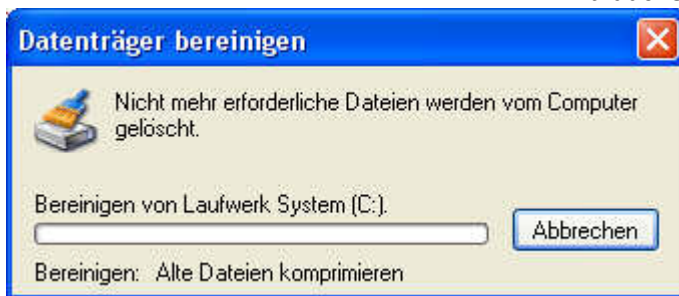 Datenträger bereinigen
Nicht mehr erforderliche Dateien werden vom Computer
gelöscht.
Bereinigen von Laufwerk System (C:).
Abbrechen
Bereinigen: Alte Dateien komprimieren